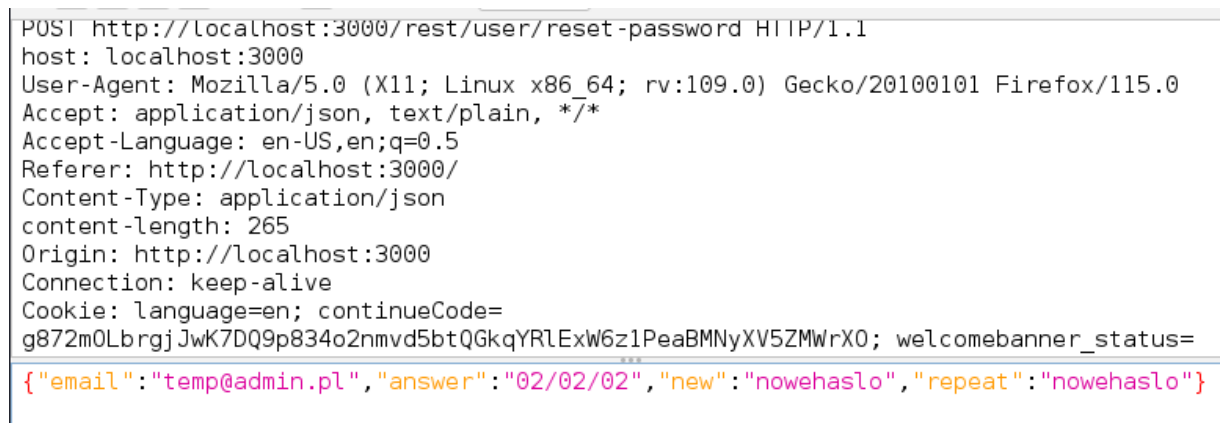 POST http://localhost:3000/rest/user/reset-password HTTP/1.1
host: localhost:3000
User-Agent: Mozilla/5.0 (X11; Linux x86_64; rv:109.0) Gecko/20100101 Firefox/115.0
Accept: application/json, text/plain, */*
Accept-Language: en-US,en;q=0.5
Referer: http://localhost:3000/
Content-Type: application/json
content-length: 265
Origin: http://localhost:3000
Connection: keep-alive
Cookie: language=en; continueCode=
g872mOLbrgjJwK7DQ9p834o2nmvd5btQGkqYRlExW6z1PeaBMNyXV5ZMWrXO; welcomebanner_status=
{"email":"temp@admin.pl","answer":"02/02/02","new":"nowehaslo","repeat":"nowehaslo"}